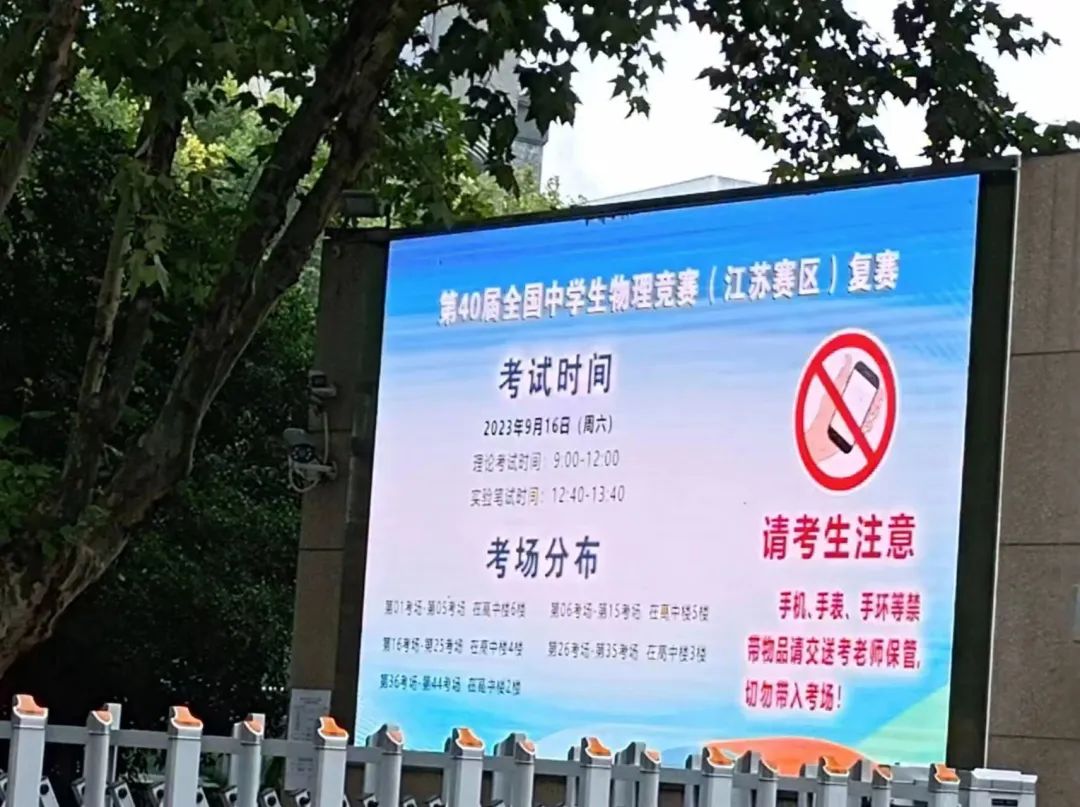 第40届全国中学生物理竞赛（江苏赛区）复赛
考试时间
2023年9月16日（周六）
理论考试时间：9:00-12:00
实验笔试时间：12:40-13:40
考场分布
第01考场-第05考场 在高中楼6楼
第06考场-第15考场 在高中楼5楼
第16考场-第25考场 在高中楼4楼
第26考场-第35考场 在高中楼3楼
第36考场-第44考场 在高中楼2楼
请考生注意
手机、手表、手环等禁
带物品请交送考老师保管，
切勿带入考场！